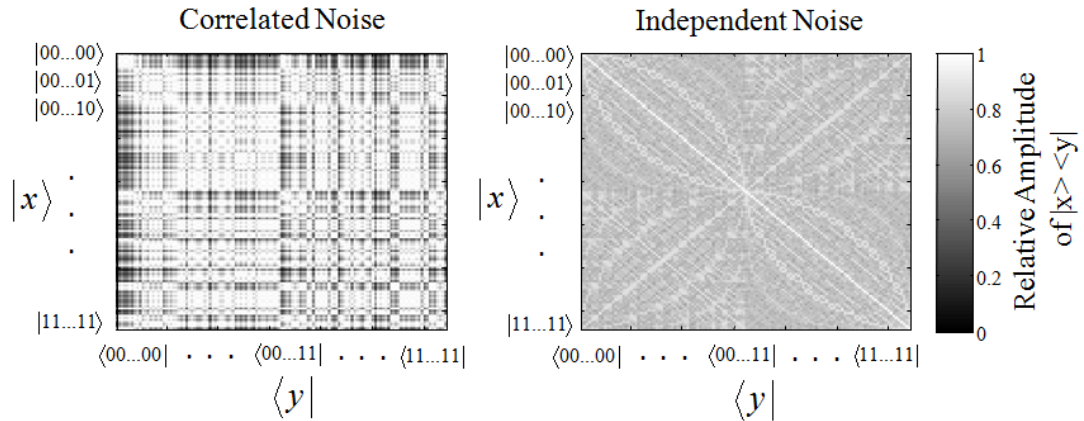 Correlated Noise
|00...00⟩
|00...01⟩
|00...10⟩
|x⟩
.
.
.
|11...11⟩
⟨00...00| . . . ⟨00...11| . . . ⟨11...11|
⟨y|
Independent Noise
|00...00⟩
|00...01⟩
|00...10⟩
|x⟩
.
.
.
|11...11⟩
⟨00...00| . . . ⟨00...11| . . . ⟨11...11|
⟨y|
1
0.8
0.6
0.4
0.2
0
Relative Amplitude
of |x> <y|